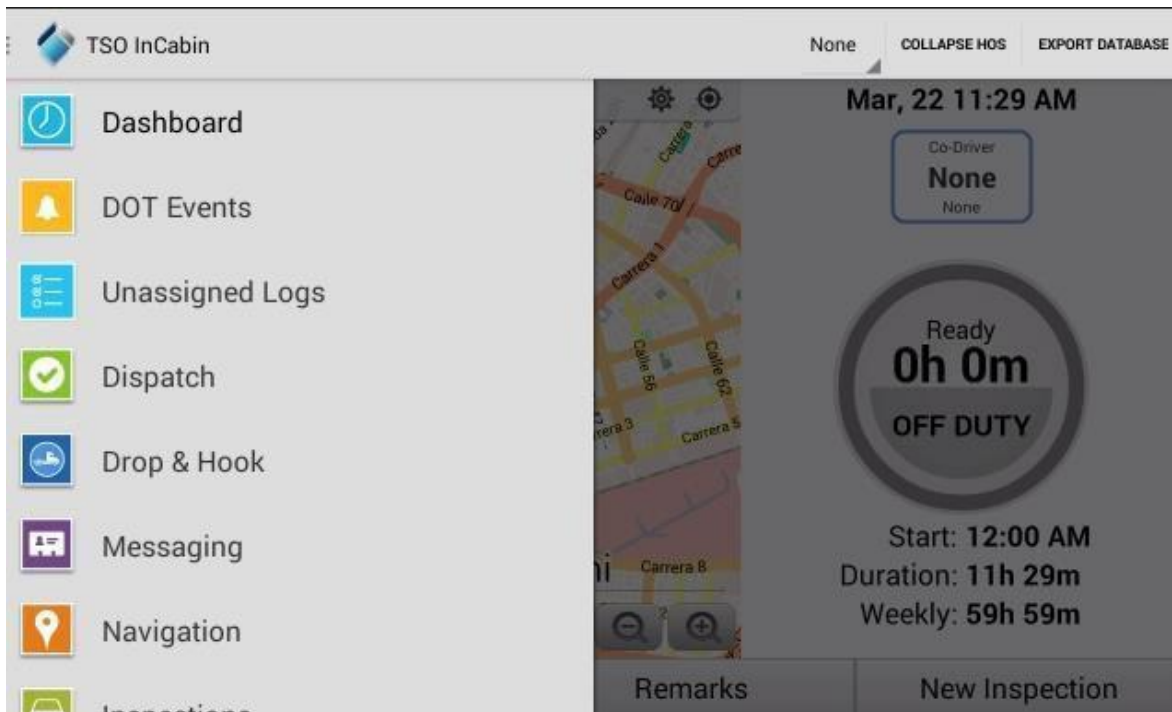 TSO InCabin
None
COLLAPSE HOS
EXPORT DATABASE
Dashboard
DOT Events
Unassigned Logs
Dispatch
Drop & Hook
Messaging
Navigation
Inspections
Carrera
Calle 70
Carrera 1
Calle 56
Calle 62
Carrera 5
Carrera 8
Mar, 22 11:29 AM
Co-Driver
None
None
Ready
0h 0m
OFF DUTY
Start: 12:00 AM
Duration: 11h 29m
Weekly: 59h 59m
Remarks
New Inspection